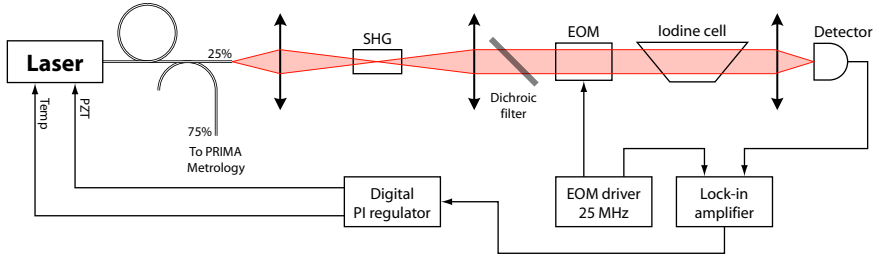 Laser
25%
SHG
EOM
Iodine cell
Detector
Dichroic
filter
Temp
PZT
75%
To PRIMA
Metrology
Digital
PI regulator
EOM driver
25 MHz
Lock-in
amplifier